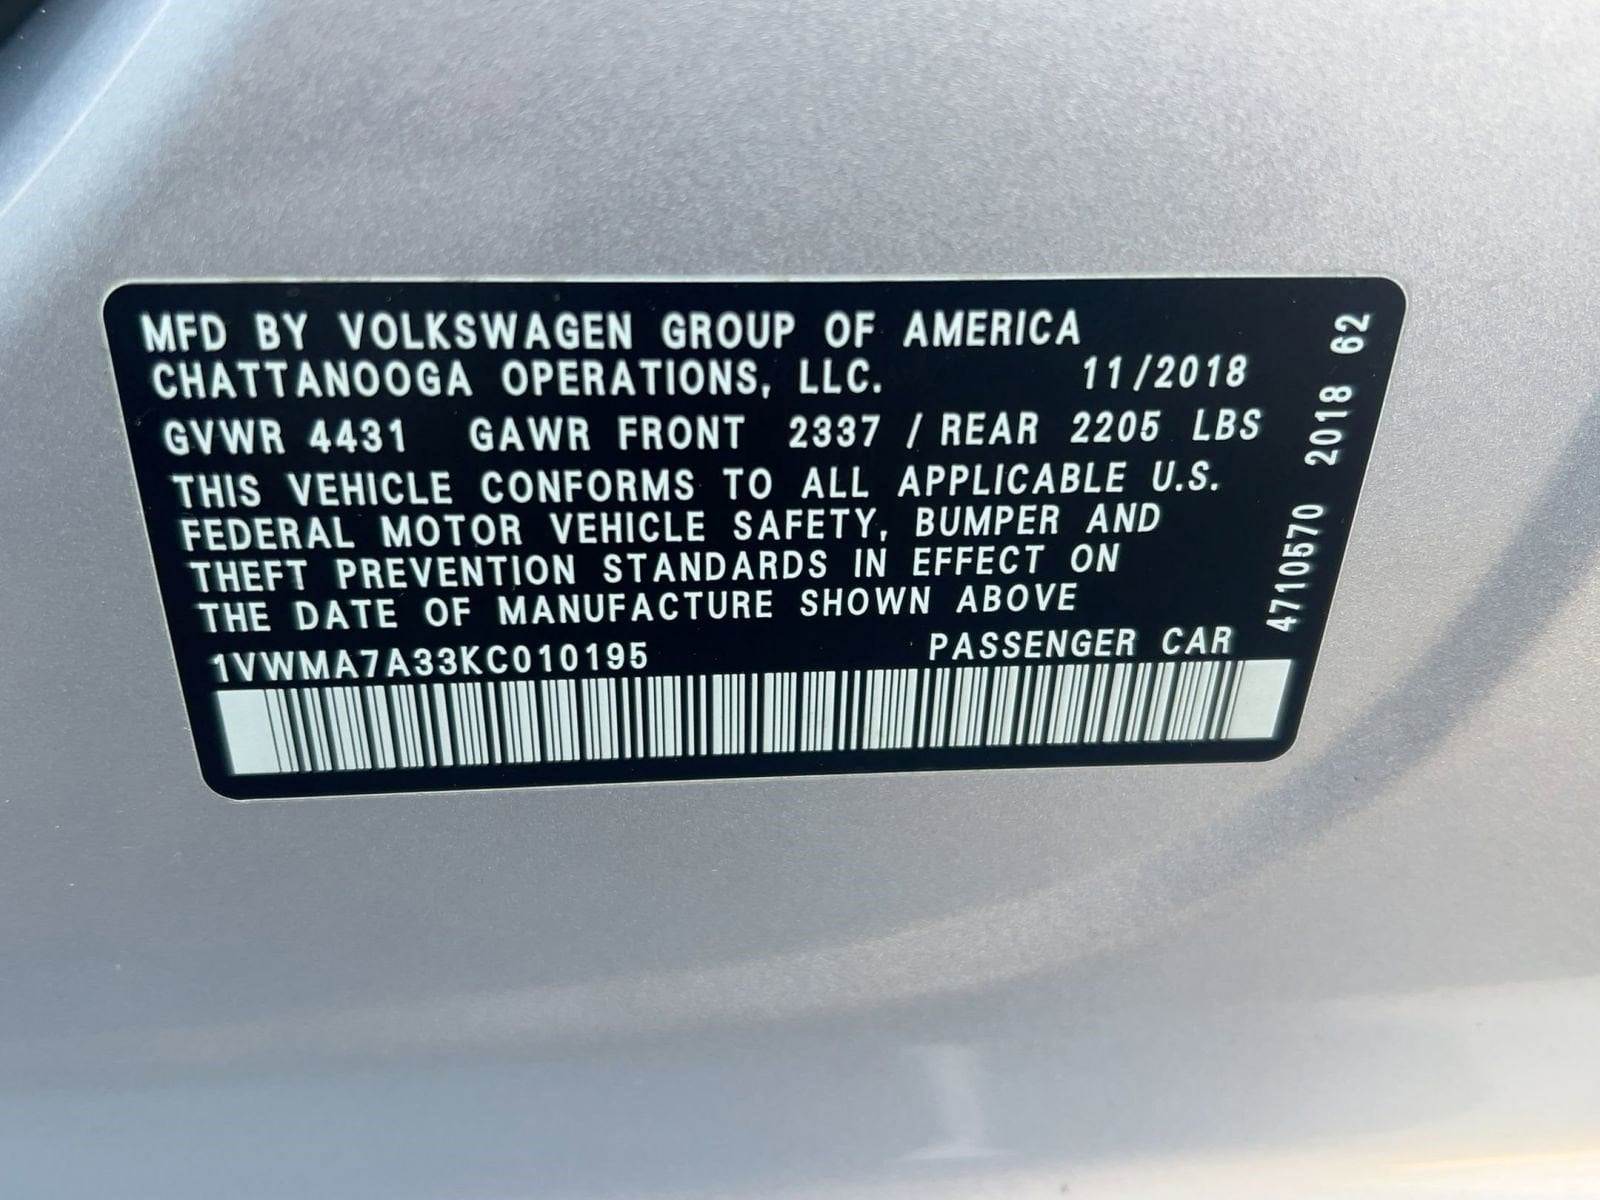 MFD BY VOLKSWAGEN GROUP OF AMERICA
CHATTANOOGA OPERATIONS, LLC. 11/2018
GVWR 4431 GAWR FRONT 2337 / REAR 2205 LBS
THIS VEHICLE CONFORMS TO ALL APPLICABLE U.S.
FEDERAL MOTOR VEHICLE SAFETY, BUMPER AND
THEFT PREVENTION STANDARDS IN EFFECT ON
THE DATE OF MANUFACTURE SHOWN ABOVE
1VWMA7A33KC010195 PASSENGER CAR
4710570 2018 62